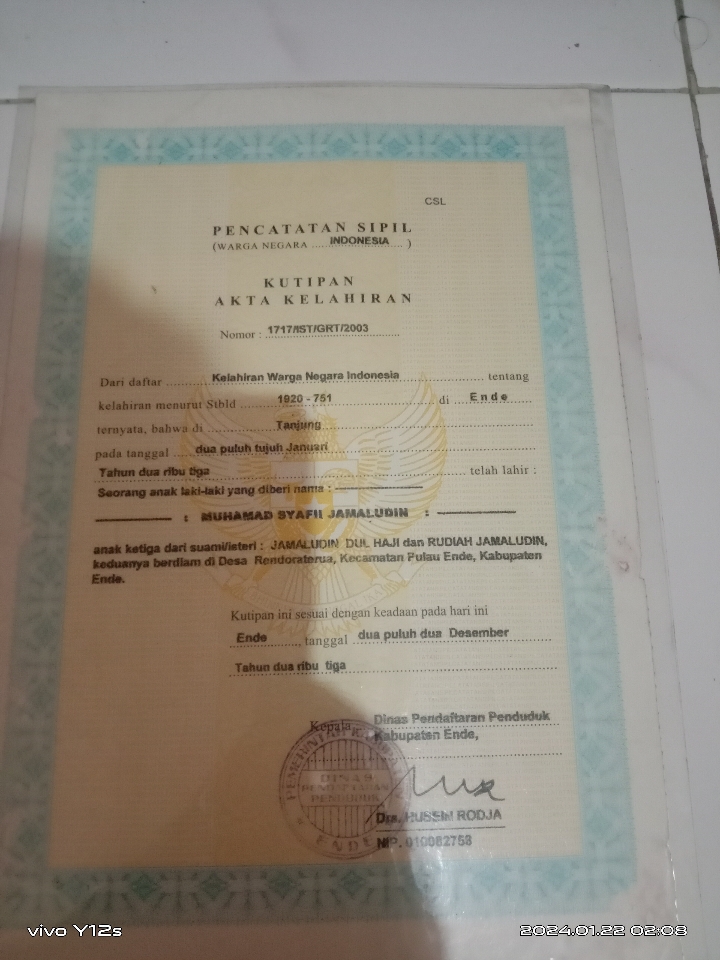 CSL
PENCATATAN SIPIL
(WARGA NEGARA ....INDONESIA.... )
KUTIPAN
AKTA KELAHIRAN
Nomor : 1717/IST/GRT/2003
Dari daftar .......... Kelahiran Warga Negara Indonesia .......... tentang
kelahiran menurut Stbld .......... 1920 - 751 .......... di .... Ende ....
ternyata, bahwa di .......... Tanjung ..........
pada tanggal .... dua puluh tujuh Januari ..........
Tahun dua ribu tiga .......... telah lahir :
Seorang anak laki-laki yang diberi nama :
: MUHAMAD SYAFII JAMALUDIN :
anak ketiga dari suami/isteri : JAMALUDIN DUL HAJI dan RUDIAH JAMALUDIN,
keduanya berdiam di Desa Rendoraterua, Kecamatan Pulau Ende, Kabupaten
Ende.
Kutipan ini sesuai dengan keadaan pada hari ini
Ende ...., tanggal dua puluh dua Desember
Tahun dua ribu tiga
Kepala Dinas Pendaftaran Penduduk
Kabupaten Ende,
DINAS
PENDAFTARAN
PENDUDUK
ENDE
Drs. HUSSIN RODJA
NIP. 010082768
vivo Y12s
2024.01.22 02:08